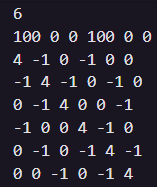 6
100 0 0 100 0 0
4 -1 0 -1 0 0
-1 4 -1 0 -1 0
0 -1 4 0 0 -1
-1 0 0 4 -1 0
0 -1 0 -1 4 -1
0 0 -1 0 -1 4